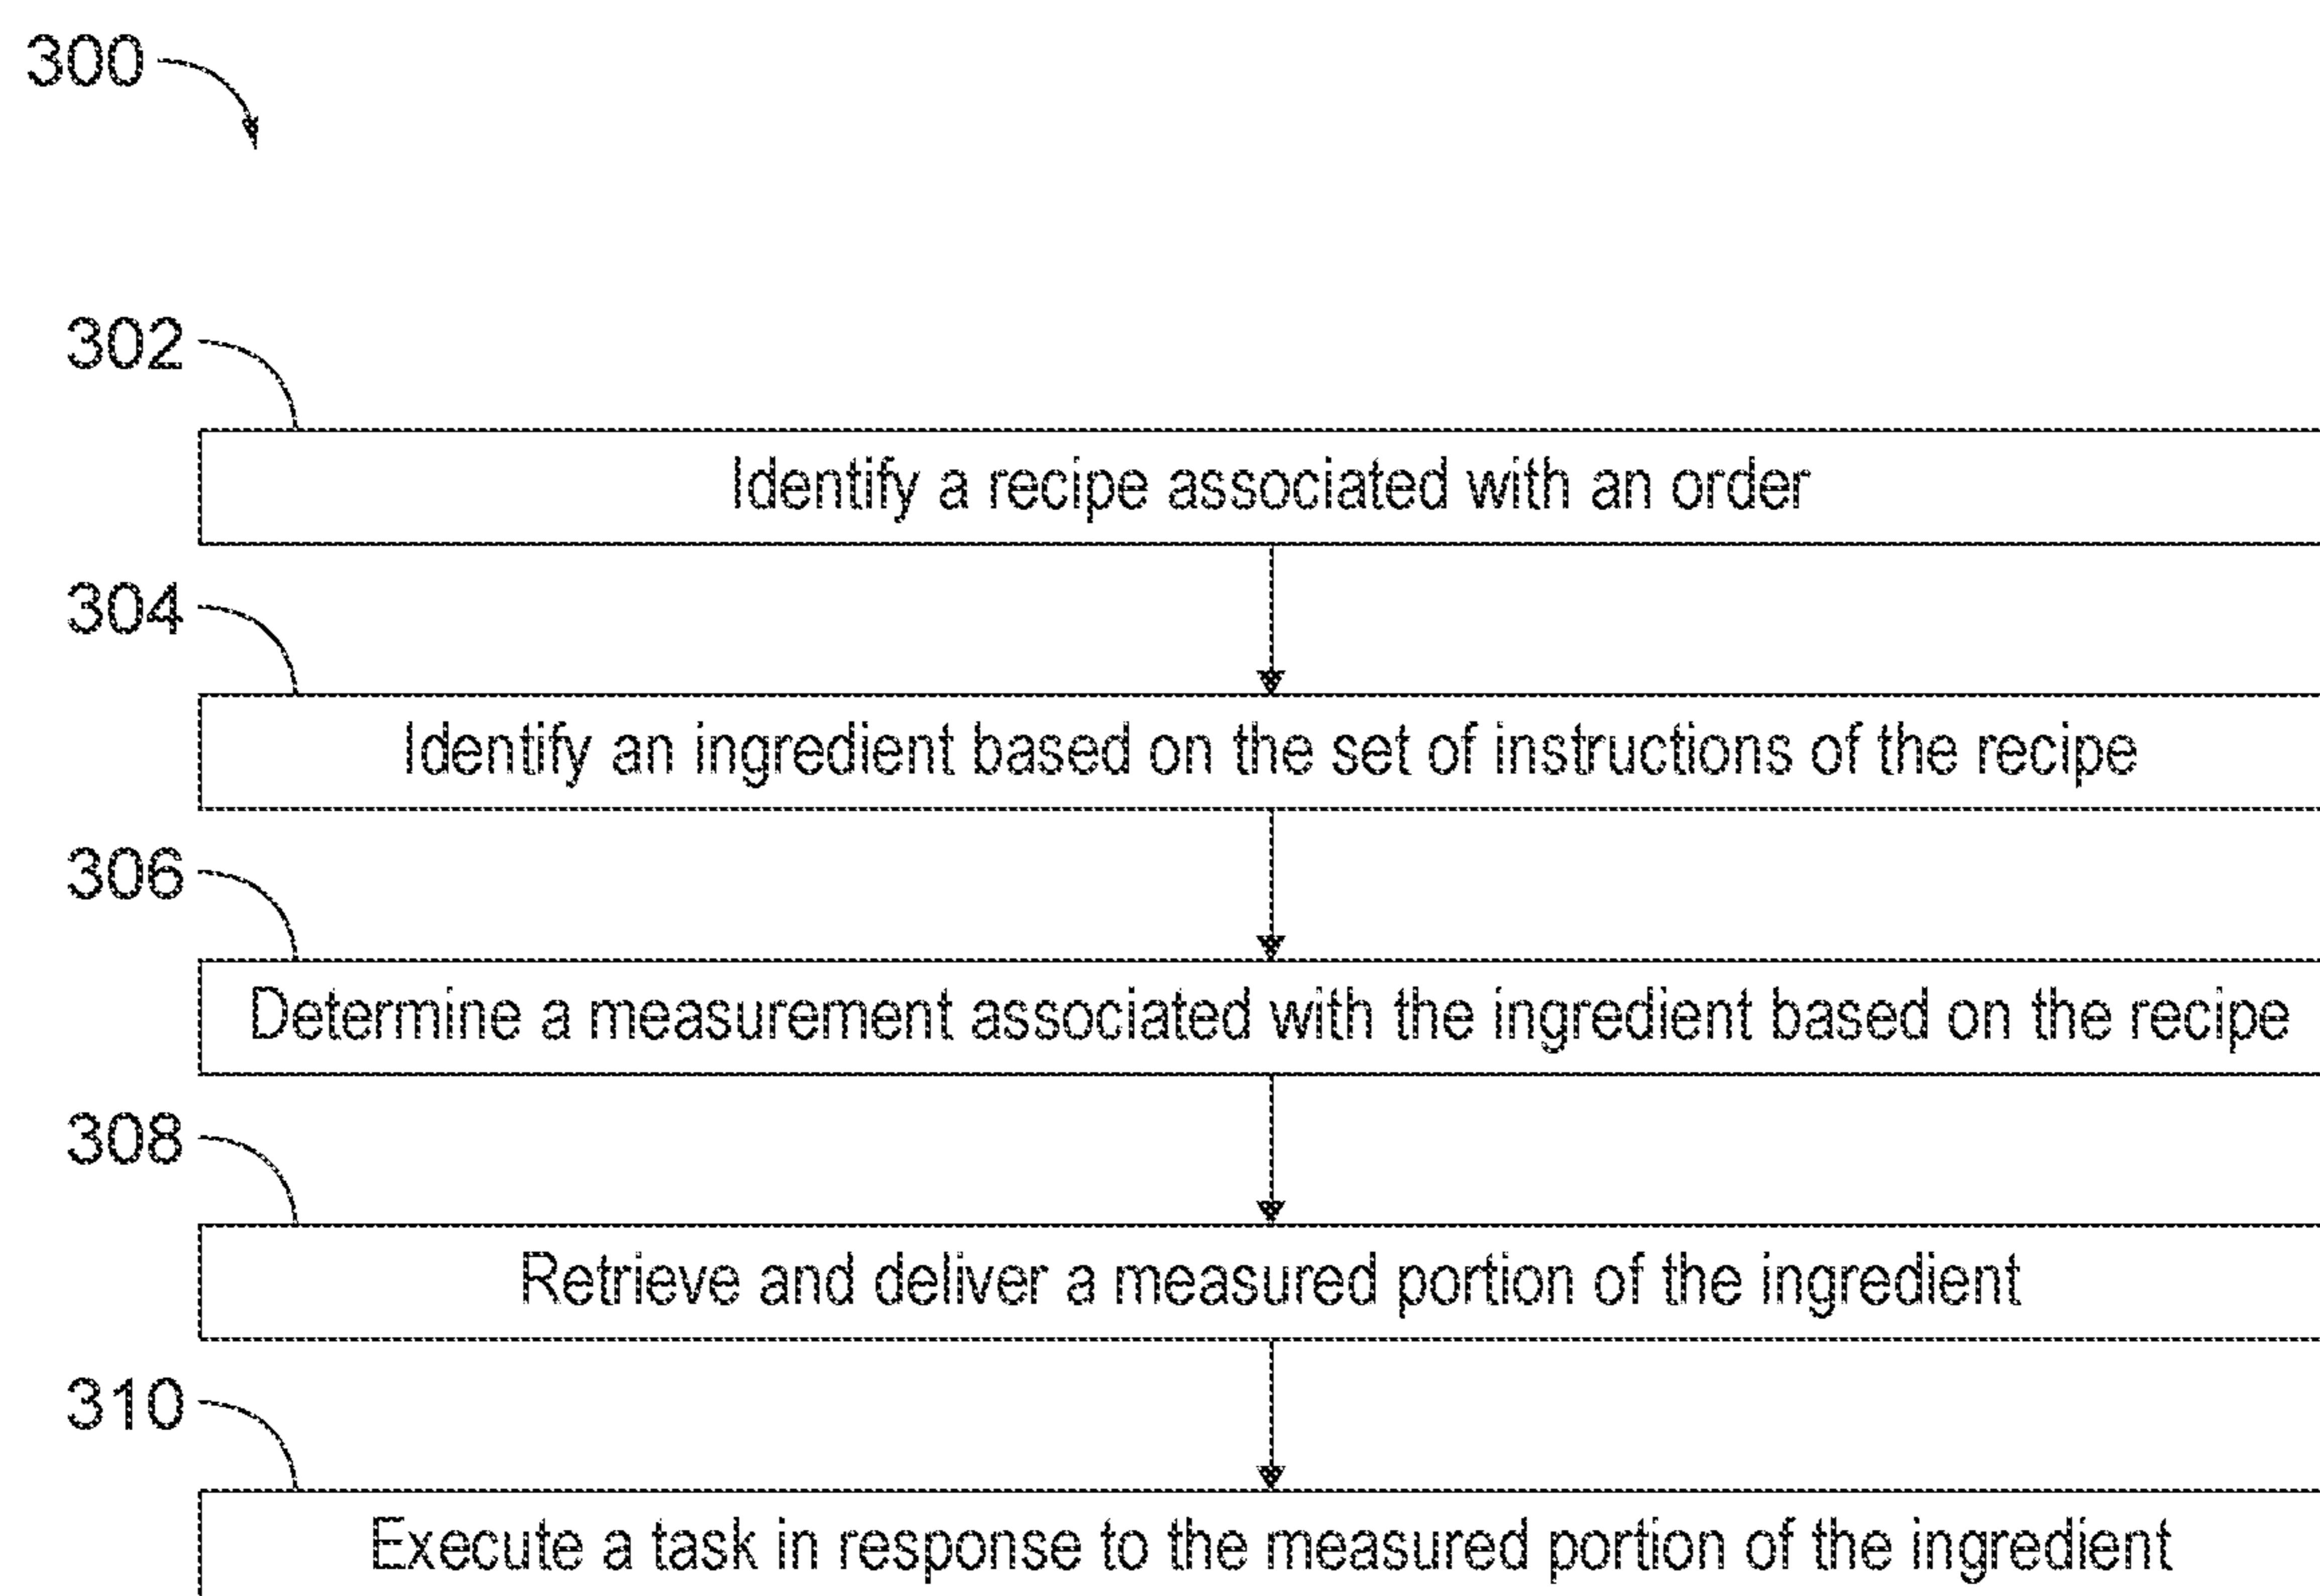 300
302
Identify a recipe associated with an order
304
Identify an ingredient based on the set of instructions of the recipe
306
Determine a measurement associated with the ingredient based on the recipe
308
Retrieve and deliver a measured portion of the ingredient
310
Execute a task in response to the measured portion of the ingredient